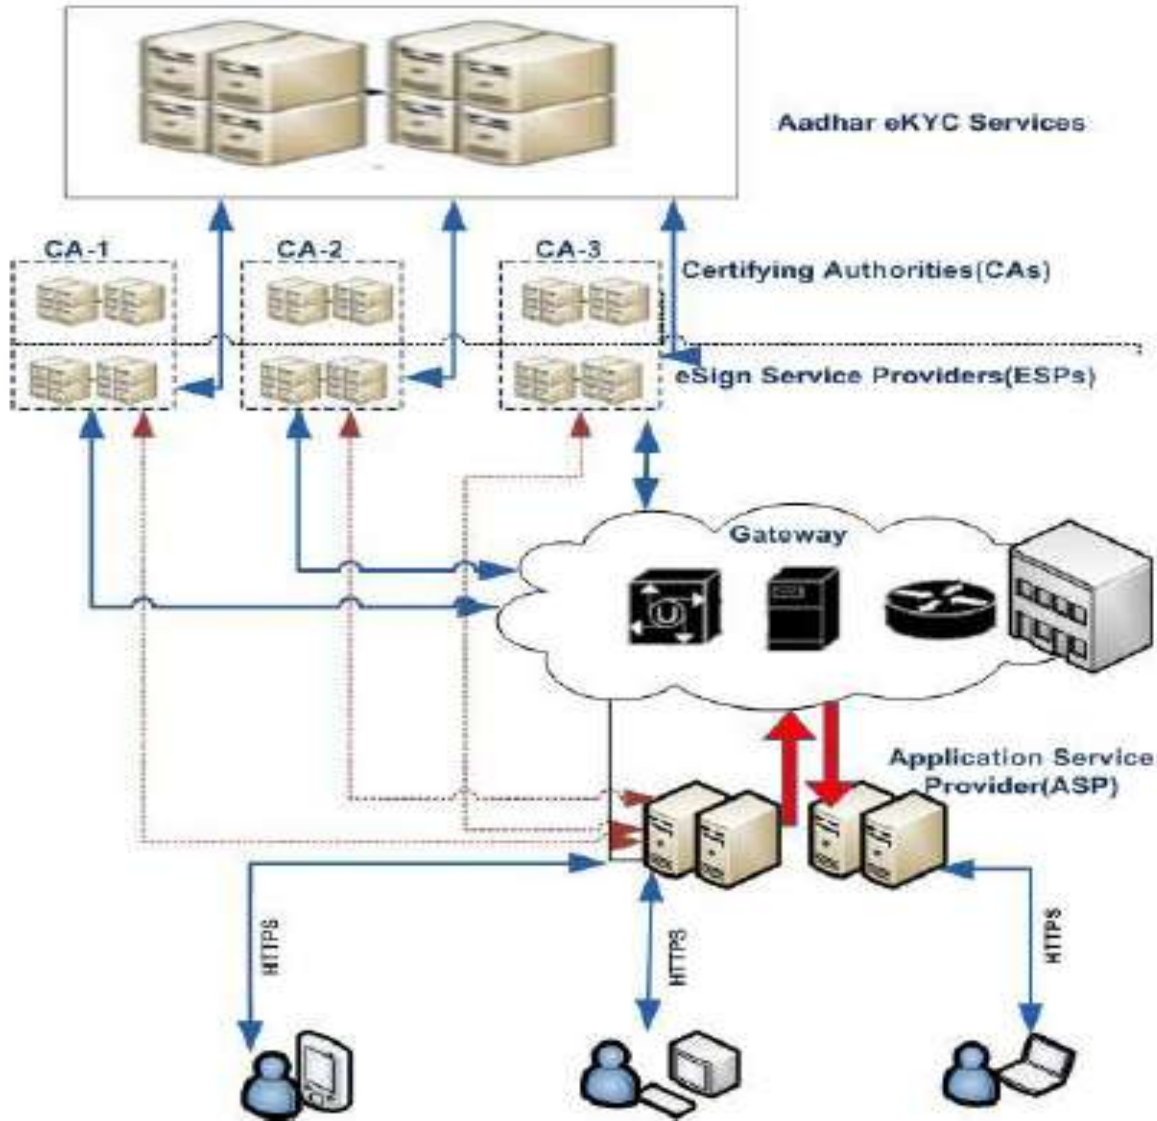 Aadhar eKYC Services
CA-1
CA-2
CA-3
Certifying Authorities(CAs)
eSign Service Providers(ESPs)
Gateway
U
Application Service
Provider(ASP)
HTTPS
HTTPS
HTTPS